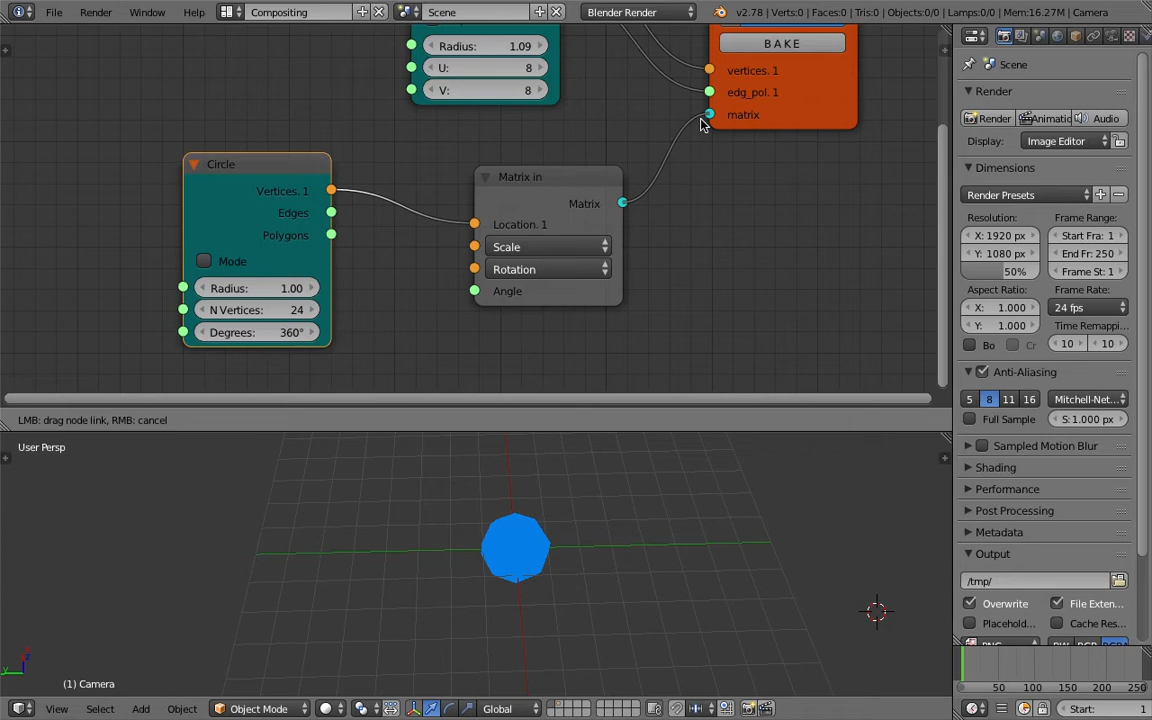 File Render Window Help Compositing Scene Blender Render v2.78 | Verts:0 | Faces:0 | Tris:0 | Objects:0/0 | Lamps:0/0 | Mem:16.27M | Camera
Radius: 1.09
U: 8
V: 8
BAKE
vertices. 1
edg_pol. 1
matrix
Circle
Vertices. 1
Edges
Polygons
Mode
Radius: 1.00
N Vertices: 24
Degrees: 360°
Matrix in
Matrix
Location. 1
Scale
Rotation
Angle
LMB: drag node link, RMB: cancel
User Persp
(1) Camera
View Select Add Object Object Mode Global
Scene
Render
Render Animatic Audio
Display: Image Editor
Dimensions
Render Presets
Resolution: Frame Range:
X: 1920 px Start Fra: 1
Y: 1080 px End Fr: 250
50% Frame St: 1
Aspect Ratio: Frame Rate:
X: 1.000 24 fps
Y: 1.000 Time Remappi...
Bo Cr 10 10
Anti-Aliasing
5 8 11 16 Mitchell-Net...
Full Sample S:1.000 px
Sampled Motion Blur
Shading
Performance
Post Processing
Metadata
Output
/tmp/
Overwrite File Exten...
Placehold... Cache Res...
50 100 150 200 250
Start: 1